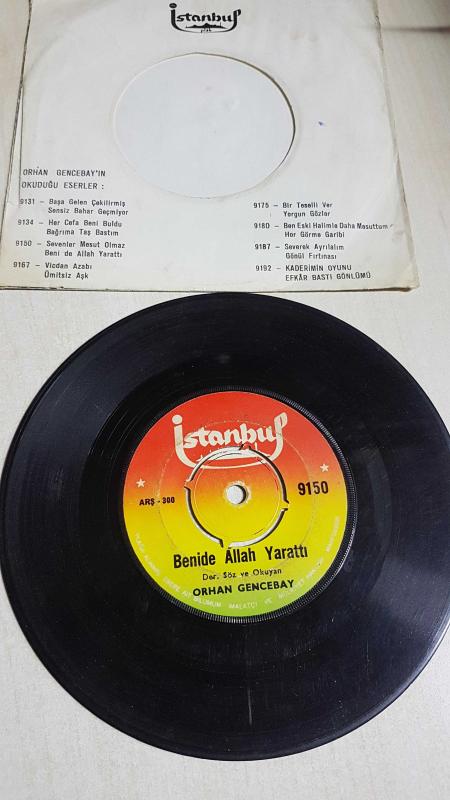 İstanbul
plak
ORHAN GENCEBAY'IN
OKUDUĞU ESERLER :
9131 — Başa Gelen Çekilirmiş
Sensiz Bahar Geçmiyor
9134 — Her Cefa Beni Buldu
Bağrıma Taş Bastım
9150 — Sevenler Mesut Olmaz
Beni de Allah Yarattı
9167 — Vicdan Azabı
Ümitsiz Aşk
9175 — Bir Teselli Ver
Yorgun Gözler
9180 — Ben Eski Halimle Daha Mesuttum
Hor Görme Garibi
9187 — Severek Ayrılalım
Gönül Fırtınası
9192 — KADERİMİN OYUNU
EFKÂR BASTI GÖNLÜMÜ
İstanbul
ARŞ - 300
9150
Benide Allah Yarattı
Der. Söz ve Okuyan
ORHAN GENCEBAY